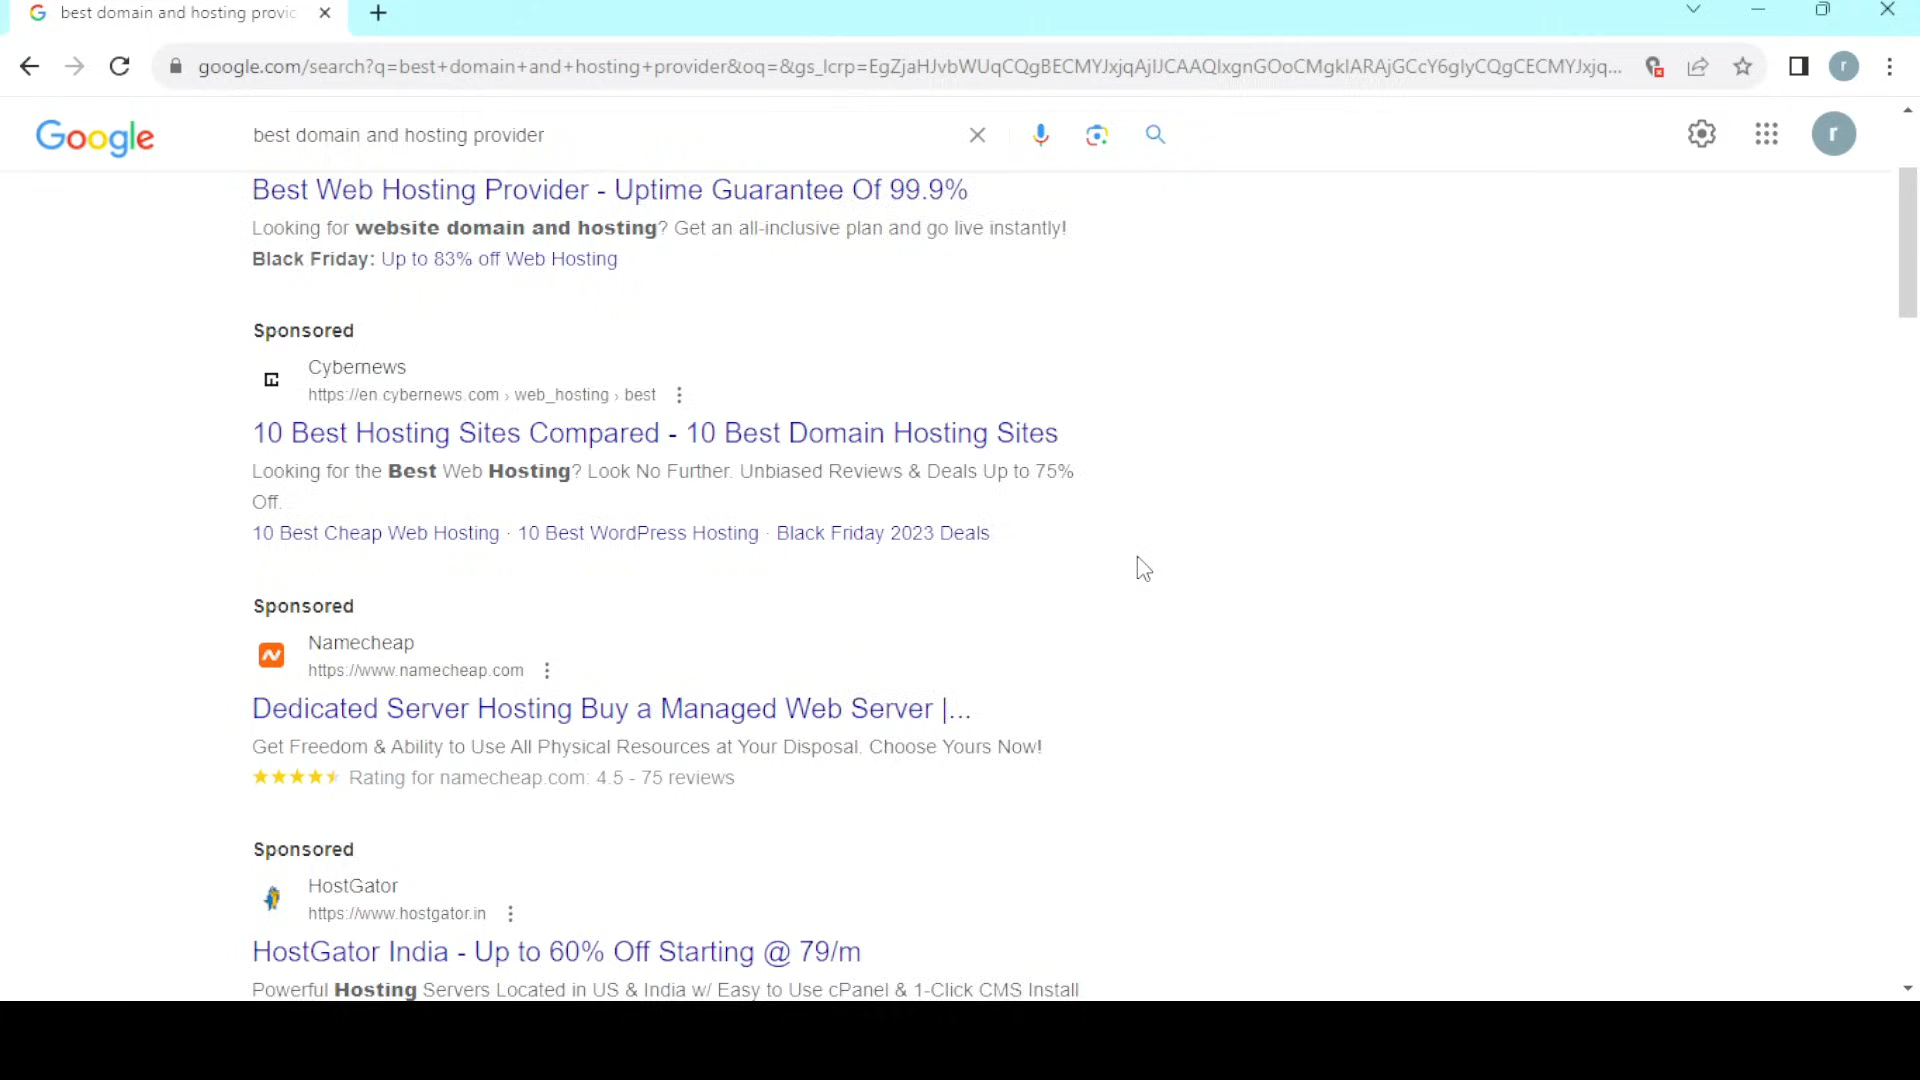 best domain and hosting provic
google.com/search?q=best+domain+and+hosting+provider&oq=&gs_lcrp=EgZjaHJvbWUqCQgBECMYJxjqAjIJCAAQIxgnGOoCMgkIARAjGCcY6gIyCQgCECMYJxjq...
r
Google
best domain and hosting provider
r
Best Web Hosting Provider - Uptime Guarantee Of 99.9%
Looking for website domain and hosting? Get an all-inclusive plan and go live instantly!
Black Friday: Up to 83% off Web Hosting
Sponsored
Cybernews
https://en.cybernews.com › web_hosting › best
10 Best Hosting Sites Compared - 10 Best Domain Hosting Sites
Looking for the Best Web Hosting? Look No Further. Unbiased Reviews & Deals Up to 75%
Off.
10 Best Cheap Web Hosting · 10 Best WordPress Hosting · Black Friday 2023 Deals
Sponsored
Namecheap
https://www.namecheap.com
Dedicated Server Hosting Buy a Managed Web Server |...
Get Freedom & Ability to Use All Physical Resources at Your Disposal. Choose Yours Now!
Rating for namecheap.com: 4.5 - 75 reviews
Sponsored
HostGator
https://www.hostgator.in
HostGator India - Up to 60% Off Starting @ 79/m
Powerful Hosting Servers Located in US & India w/ Easy to Use cPanel & 1-Click CMS Install